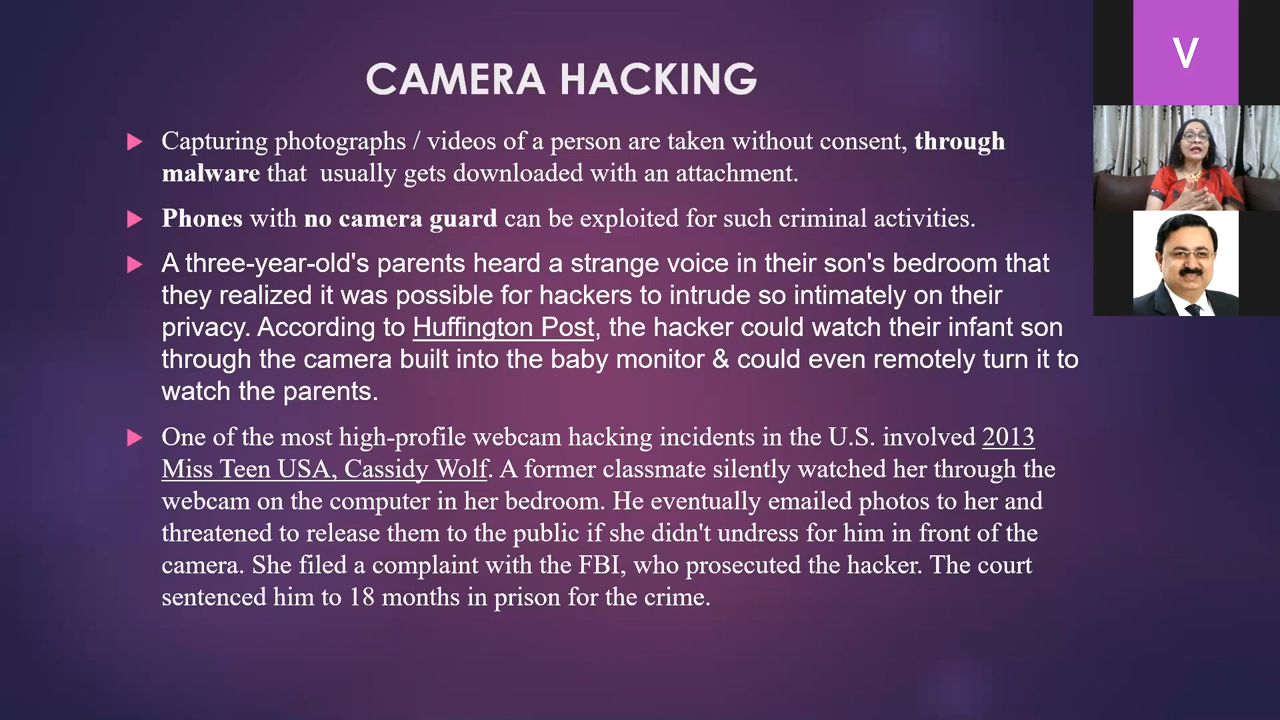 CAMERA HACKING
Capturing photographs / videos of a person are taken without consent, through
malware that usually gets downloaded with an attachment.
Phones with no camera guard can be exploited for such criminal activities.
A three-year-old's parents heard a strange voice in their son's bedroom that
they realized it was possible for hackers to intrude so intimately on their
privacy. According to Huffington Post, the hacker could watch their infant son
through the camera built into the baby monitor & could even remotely turn it to
watch the parents.
One of the most high-profile webcam hacking incidents in the U.S. involved 2013
Miss Teen USA, Cassidy Wolf. A former classmate silently watched her through the
webcam on the computer in her bedroom. He eventually emailed photos to her and
threatened to release them to the public if she didn't undress for him in front of the
camera. She filed a complaint with the FBI, who prosecuted the hacker. The court
sentenced him to 18 months in prison for the crime.
V